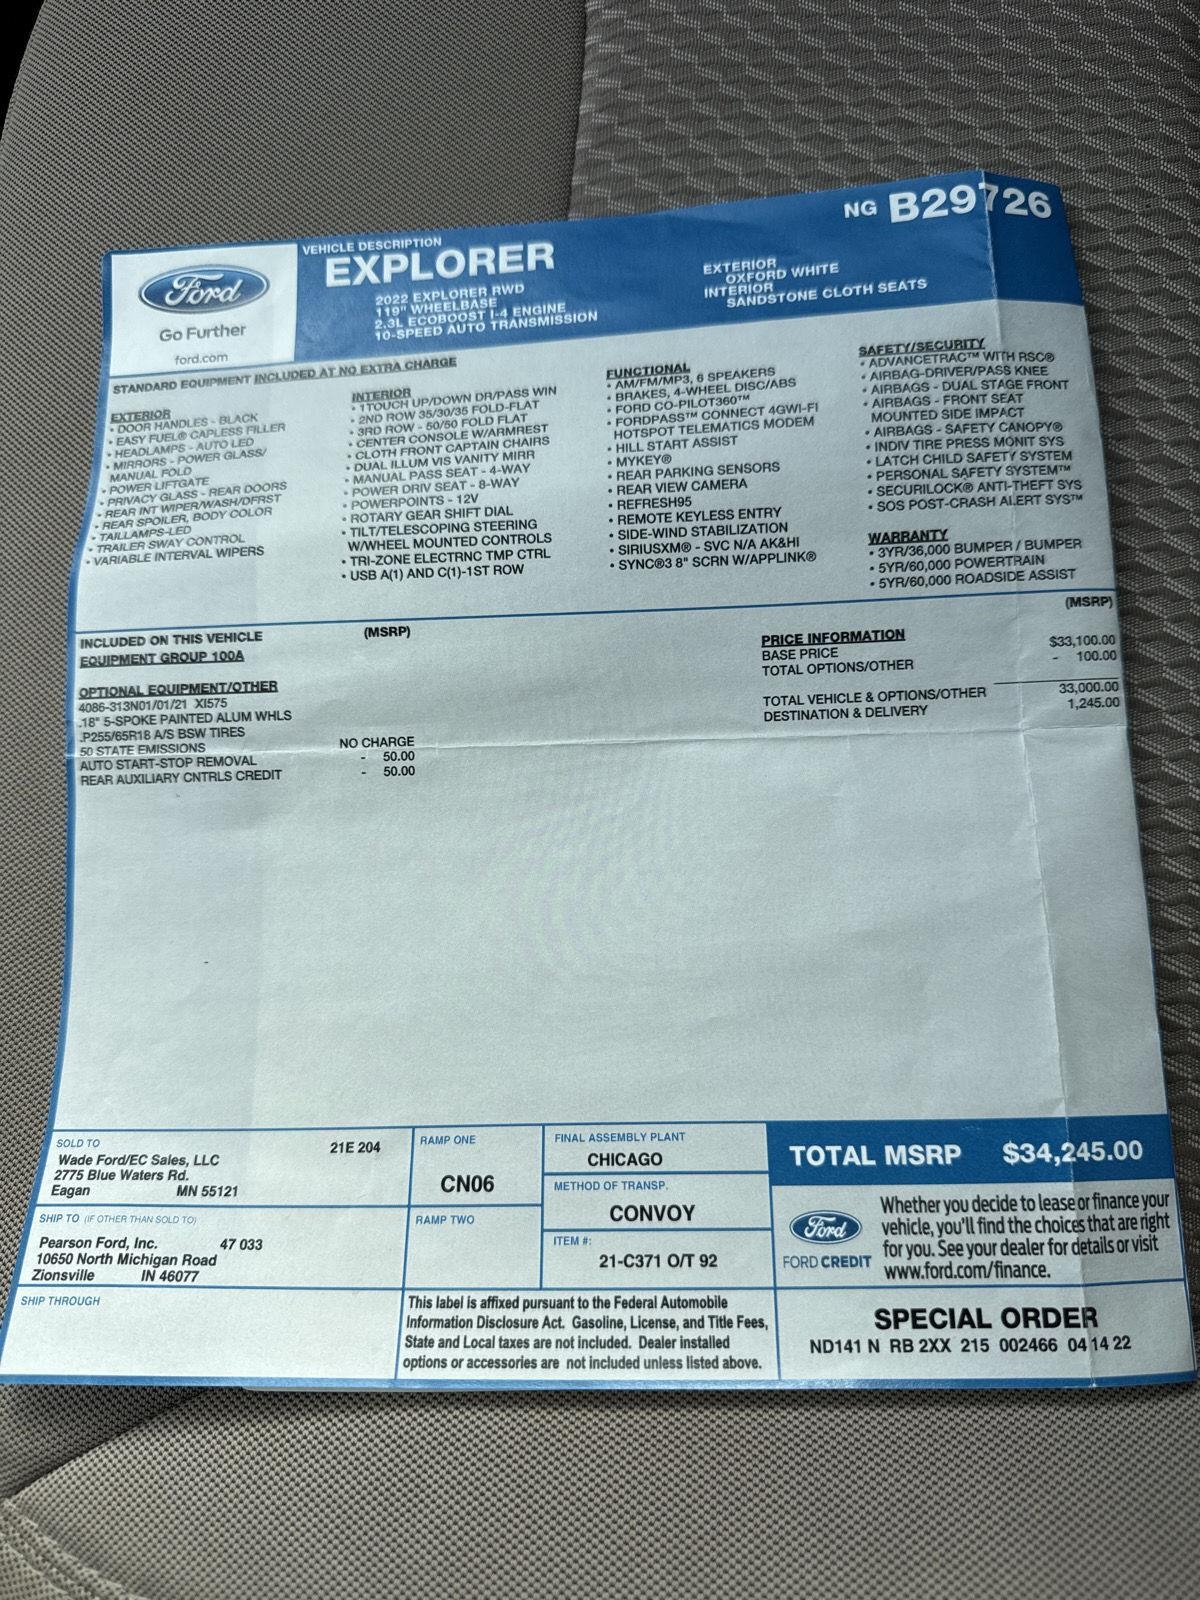 NG B29726
VEHICLE DESCRIPTION
EXPLORER
2022 EXPLORER RWD
119" WHEELBASE
2.3L ECOBOOST I-4 ENGINE
10-SPEED AUTO TRANSMISSION
EXTERIOR
OXFORD WHITE
INTERIOR
SANDSTONE CLOTH SEATS
Ford
Go Further
ford.com
STANDARD EQUIPMENT INCLUDED AT NO EXTRA CHARGE
EXTERIOR
• DOOR HANDLES - BLACK
• EASY FUEL® CAPLESS FILLER
• HEADLAMPS - AUTO LED
• MIRRORS - POWER GLASS/
MANUAL FOLD
• POWER LIFTGATE
• PRIVACY GLASS - REAR DOORS
• REAR INT WIPER/WASH/DFRST
• REAR SPOILER, BODY COLOR
• TAILLAMPS-LED
• TRAILER SWAY CONTROL
• VARIABLE INTERVAL WIPERS
INTERIOR
• 1TOUCH UP/DOWN DR/PASS WIN
• 2ND ROW 35/30/35 FOLD-FLAT
• 3RD ROW - 50/50 FOLD FLAT
• CENTER CONSOLE W/ARMREST
• CLOTH FRONT CAPTAIN CHAIRS
• DUAL ILLUM VIS VANITY MIRR
• MANUAL PASS SEAT - 4-WAY
• POWER DRIV SEAT - 8-WAY
• POWERPOINTS - 12V
• ROTARY GEAR SHIFT DIAL
• TILT/TELESCOPING STEERING
W/WHEEL MOUNTED CONTROLS
• TRI-ZONE ELECTRNC TMP CTRL
• USB A(1) AND C(1)-1ST ROW
FUNCTIONAL
• AM/FM/MP3, 6 SPEAKERS
• BRAKES, 4-WHEEL DISC/ABS
• FORD CO-PILOT360™
• FORDPASS™ CONNECT 4GWI-FI
HOTSPOT TELEMATICS MODEM
• HILL START ASSIST
• MYKEY®
• REAR PARKING SENSORS
• REAR VIEW CAMERA
• REFRESH95
• REMOTE KEYLESS ENTRY
• SIDE-WIND STABILIZATION
• SIRIUSXM® - SVC N/A AK&HI
• SYNC®3 8" SCRN W/APPLINK®
SAFETY/SECURITY
• ADVANCETRAC™ WITH RSC®
• AIRBAG-DRIVER/PASS KNEE
• AIRBAGS - DUAL STAGE FRONT
• AIRBAGS - FRONT SEAT
MOUNTED SIDE IMPACT
• AIRBAGS - SAFETY CANOPY®
• INDIV TIRE PRESS MONIT SYS
• LATCH CHILD SAFETY SYSTEM
• PERSONAL SAFETY SYSTEM™
• SECURILOCK® ANTI-THEFT SYS
• SOS POST-CRASH ALERT SYS™
WARRANTY
• 3YR/36,000 BUMPER / BUMPER
• 5YR/60,000 POWERTRAIN
• 5YR/60,000 ROADSIDE ASSIST
INCLUDED ON THIS VEHICLE (MSRP)
EQUIPMENT GROUP 100A
OPTIONAL EQUIPMENT/OTHER
4086-313N01/01/21 XI575
.18" 5-SPOKE PAINTED ALUM WHLS
.P255/65R18 A/S BSW TIRES
50 STATE EMISSIONS NO CHARGE
AUTO START-STOP REMOVAL - 50.00
REAR AUXILIARY CNTRLS CREDIT - 50.00
(MSRP)
PRICE INFORMATION
BASE PRICE $33,100.00
TOTAL OPTIONS/OTHER - 100.00
TOTAL VEHICLE & OPTIONS/OTHER 33,000.00
DESTINATION & DELIVERY 1,245.00
SOLD TO 21E 204
Wade Ford/EC Sales, LLC
2775 Blue Waters Rd.
Eagan MN 55121
SHIP TO (IF OTHER THAN SOLD TO)
Pearson Ford, Inc. 47 033
10650 North Michigan Road
Zionsville IN 46077
SHIP THROUGH
RAMP ONE
CN06
RAMP TWO
FINAL ASSEMBLY PLANT
CHICAGO
METHOD OF TRANSP.
CONVOY
ITEM #:
21-C371 O/T 92
This label is affixed pursuant to the Federal Automobile
Information Disclosure Act. Gasoline, License, and Title Fees,
State and Local taxes are not included. Dealer installed
options or accessories are not included unless listed above.
TOTAL MSRP $34,245.00
Ford
FORD CREDIT
Whether you decide to lease or finance your
vehicle, you'll find the choices that are right
for you. See your dealer for details or visit
www.ford.com/finance.
SPECIAL ORDER
ND141 N RB 2XX 215 002466 04 14 22